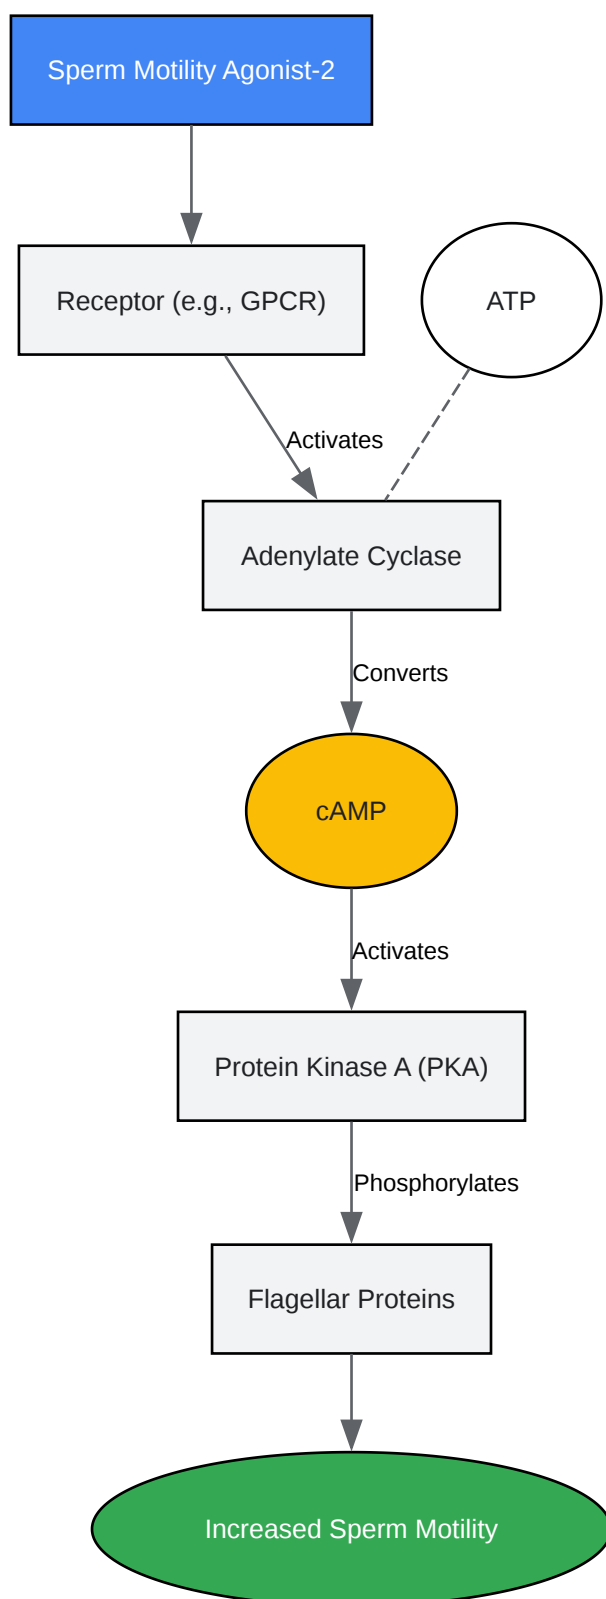 Sperm Motility Agonist-2
Receptor (e.g., GPCR)
ATP
Activates
Adenylate Cyclase
Converts
cAMP
Activates
Protein Kinase A (PKA)
Phosphorylates
Flagellar Proteins
Increased Sperm Motility